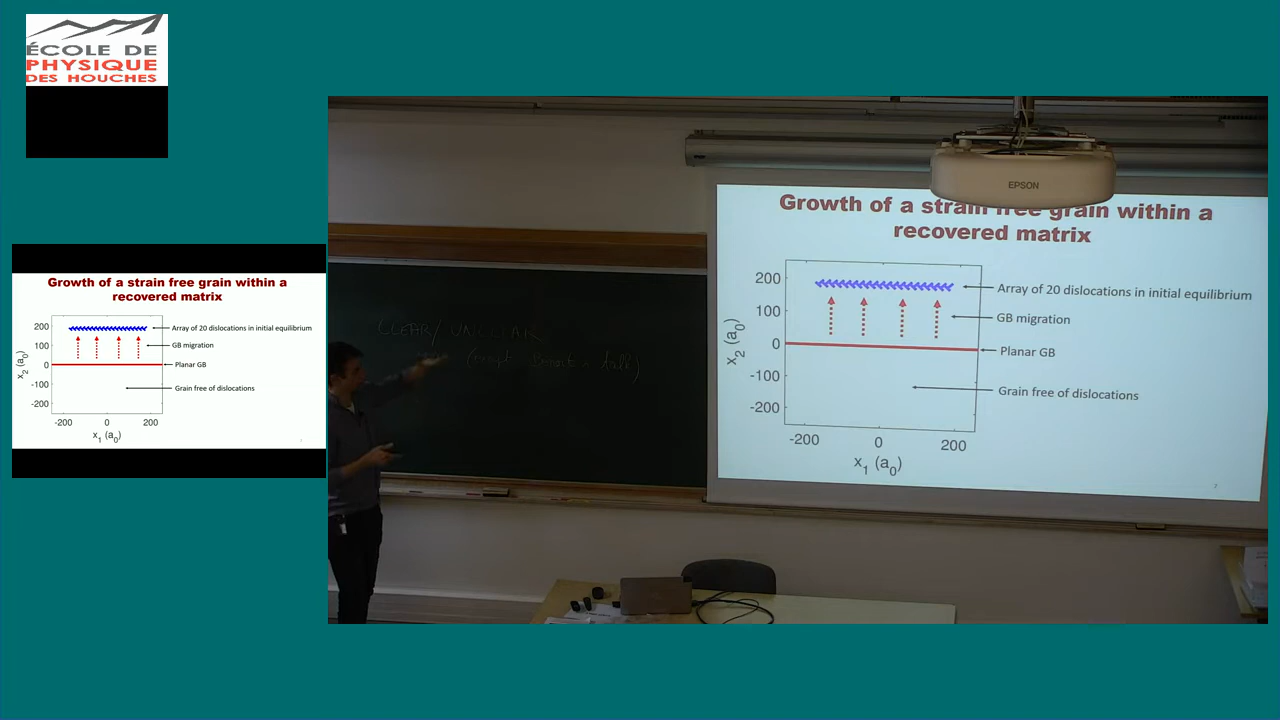 ÉCOLE DE
PHYSIQUE
DES HOUCHES
Growth of a strain free grain within a
recovered matrix
200
100
0
-100
-200
x2 (a0)
-200
0
200
x1 (a0)
Array of 20 dislocations in initial equilibrium
GB migration
Planar GB
Grain free of dislocations
EPSON
CLEAR/ UNCLEAR
Growth of a strain free grain within a
recovered matrix
200
100
0
-100
-200
x2 (a0)
-200
0
200
x1 (a0)
Array of 20 dislocations in initial equilibrium
GB migration
Planar GB
Grain free of dislocations
7